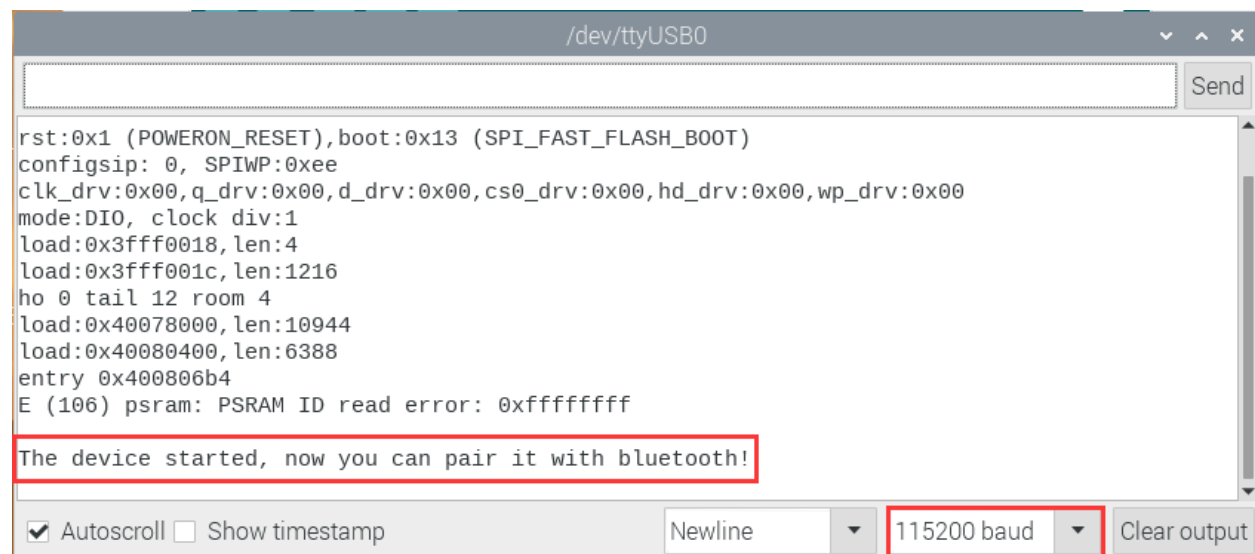 /dev/ttyUSB0
Send
rst:0x1 (POWERON_RESET),boot:0x13 (SPI_FAST_FLASH_BOOT)
configsip: 0, SPIWP:0xee
clk_drv:0x00,q_drv:0x00,d_drv:0x00,cs0_drv:0x00,hd_drv:0x00,wp_drv:0x00
mode:DIO, clock div:1
load:0x3fff0018,len:4
load:0x3fff001c,len:1216
ho 0 tail 12 room 4
load:0x40078000,len:10944
load:0x40080400,len:6388
entry 0x400806b4
E (106) psram: PSRAM ID read error: 0xffffffff
The device started, now you can pair it with bluetooth!
Autoscroll Show timestamp Newline 115200 baud Clear output